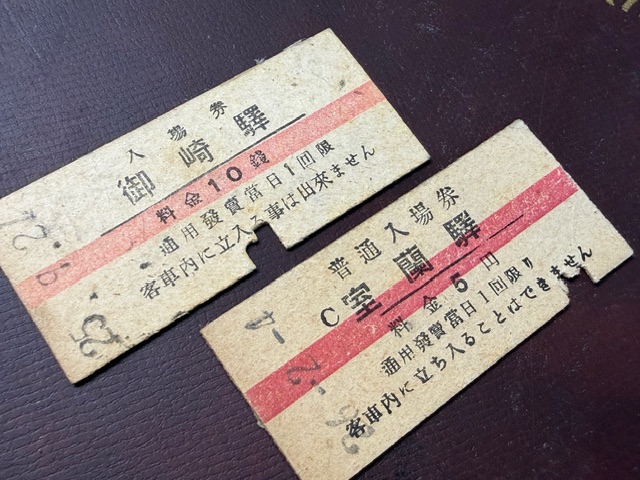 入場券
御崎驛
料金10錢
通用發賣當日1回限
客車內に立入る事は出來ません
普通入場券
C室蘭驛
料金5円
通用發賣當日1回限り
客車內に立ち入ることはできません